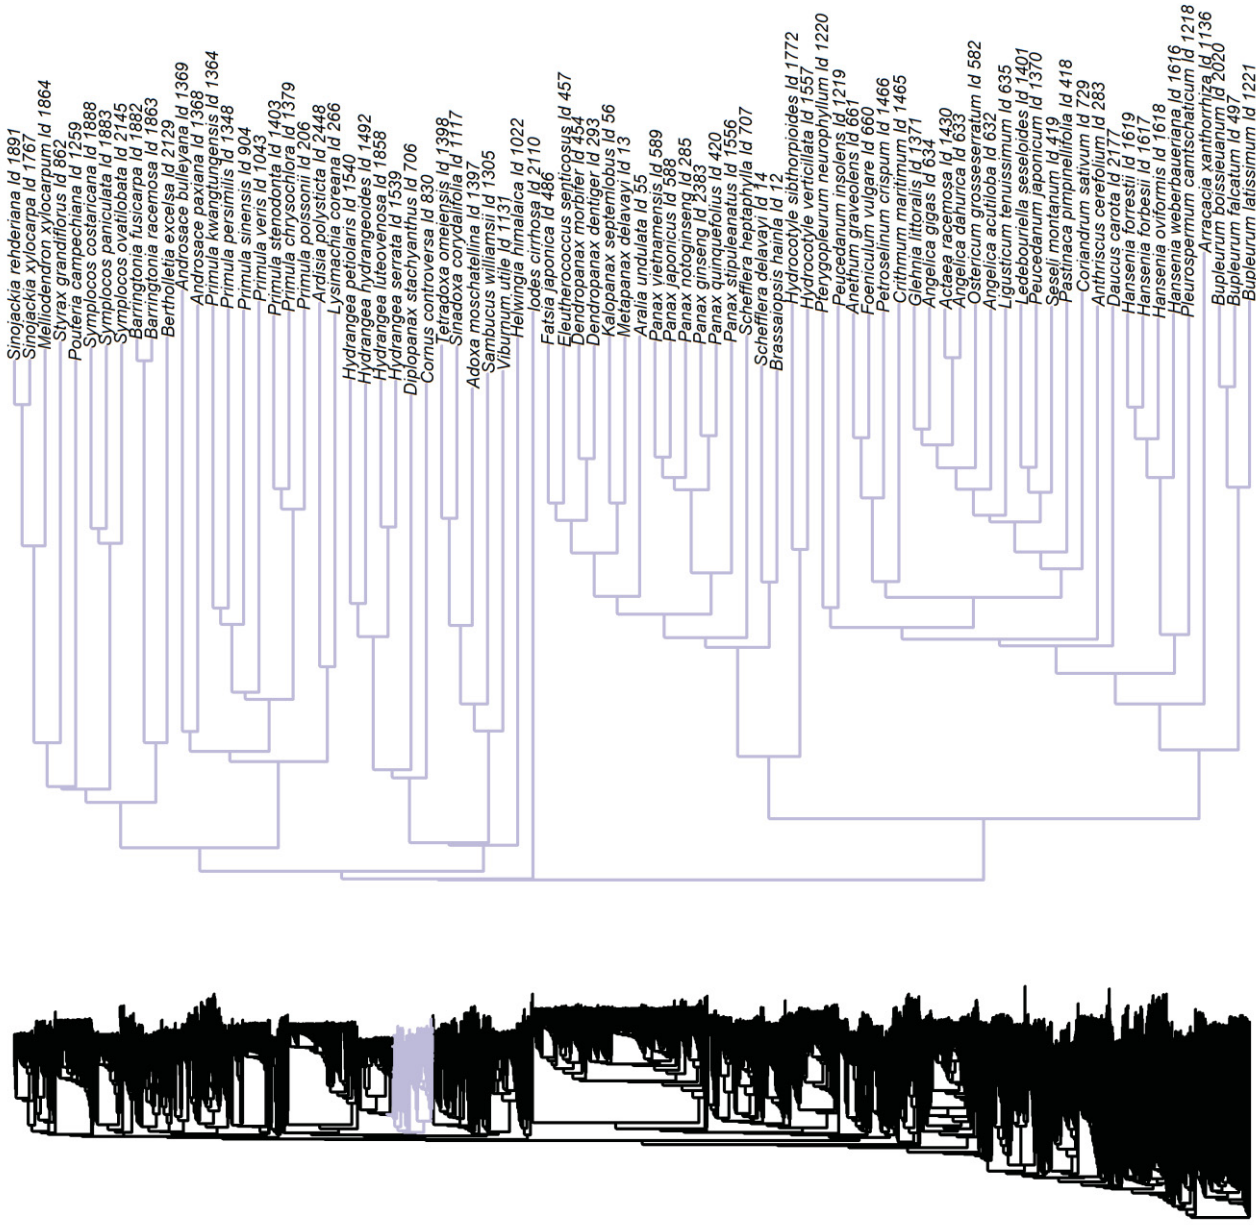 Sinojackia rehderiana Id 1891
Sinojackia xylocarpa Id 1767
Melliodendron xylocarpum Id 1864
Styrax grandiflorus Id 862
Pouteria campechiana Id 1259
Symplocos costaricana Id 1888
Symplocos paniculata Id 1883
Symplocos ovatilobata Id 2145
Barringtonia fusicarpa Id 1882
Barringtonia racemosa Id 1863
Bertholletia excelsa Id 2129
Androsace bulleyana Id 1369
Androsace paxiana Id 1368
Primula kwangtungensis Id 1364
Primula persimilis Id 1348
Primula sinensis Id 904
Primula veris Id 1043
Primula stenodonta Id 1403
Primula chrysochlora Id 1379
Primula poissonii Id 206
Ardisia polysticta Id 2448
Lysimachia coreana Id 266
Hydrangea petiolaris Id 1540
Hydrangea hydrangeoides Id 1492
Hydrangea luteovenosa Id 1858
Hydrangea serrata Id 1539
Diplopanax stachyanthus Id 706
Cornus controversa Id 830
Tetradoxa omeiensis Id 1398
Sinadoxa corydalifolia Id 1117
Adoxa moschatellina Id 1397
Sambucus williamsii Id 1305
Viburnum utile Id 1131
Helwingia himalaica Id 1022
Iodes cirrhosa Id 2110
Fatsia japonica Id 486
Eleutherococcus senticosus Id 457
Dendropanax morbifer Id 454
Dendropanax dentiger Id 293
Kalopanax septemlobus Id 56
Metapanax delavayi Id 13
Aralia undulata Id 55
Panax vietnamensis Id 589
Panax japonicus Id 588
Panax notoginseng Id 285
Panax ginseng Id 2383
Panax quinquefolius Id 420
Panax stipuleanatus Id 1556
Schefflera heptaphylla Id 707
Schefflera delavayi Id 14
Brassaiopsis hainla Id 12
Hydrocotyle sibthorpioides Id 1772
Hydrocotyle verticillata Id 1557
Pterygopleurum neurophyllum Id 1220
Peucedanum insolens Id 1219
Anethum graveolens Id 661
Foeniculum vulgare Id 660
Petroselinum crispum Id 1466
Crithmum maritimum Id 1465
Glehnia littoralis Id 1371
Angelica gigas Id 634
Actaea racemosa Id 1430
Angelica dahurica Id 633
Ostericum grosseserratum Id 582
Angelica acutiloba Id 632
Ligusticum tenuissimum Id 635
Ledebouriella seseloides Id 1401
Peucedanum japonicum Id 1370
Seseli montanum Id 419
Pastinaca pimpinellifolia Id 418
Coriandrum sativum Id 729
Anthriscus cerefolium Id 283
Daucus carota Id 2177
Hansenia forrestii Id 1619
Hansenia forbesii Id 1617
Hansenia oviformis Id 1618
Hansenia weberbaueriana Id 1616
Pleurospermum camtschaticum Id 1218
Arracacia xanthorrhiza Id 1136
Bupleurum boissieuanum Id 2020
Bupleurum falcatum Id 497
Bupleurum latissimum Id 1221